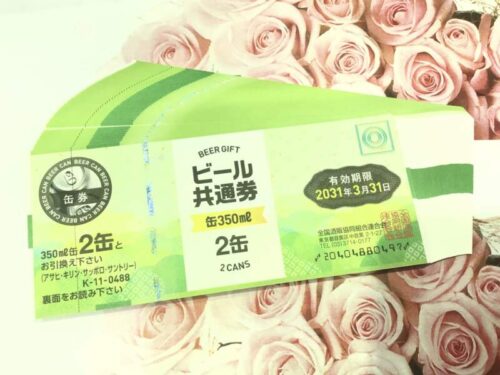 BEER CAN BEER CAN BEER CAN BEER CAN
缶券
350mℓ缶2缶と
お引換え下さい
(アサヒ・キリン・サッポロ・サントリー)
K-11-0488
裏面をお読み下さい
BEER GIFT
ビール
共通券
缶350mℓ
2缶
2 CANS
有効期限
2031年3月31日
全国酒販協同組合連合会